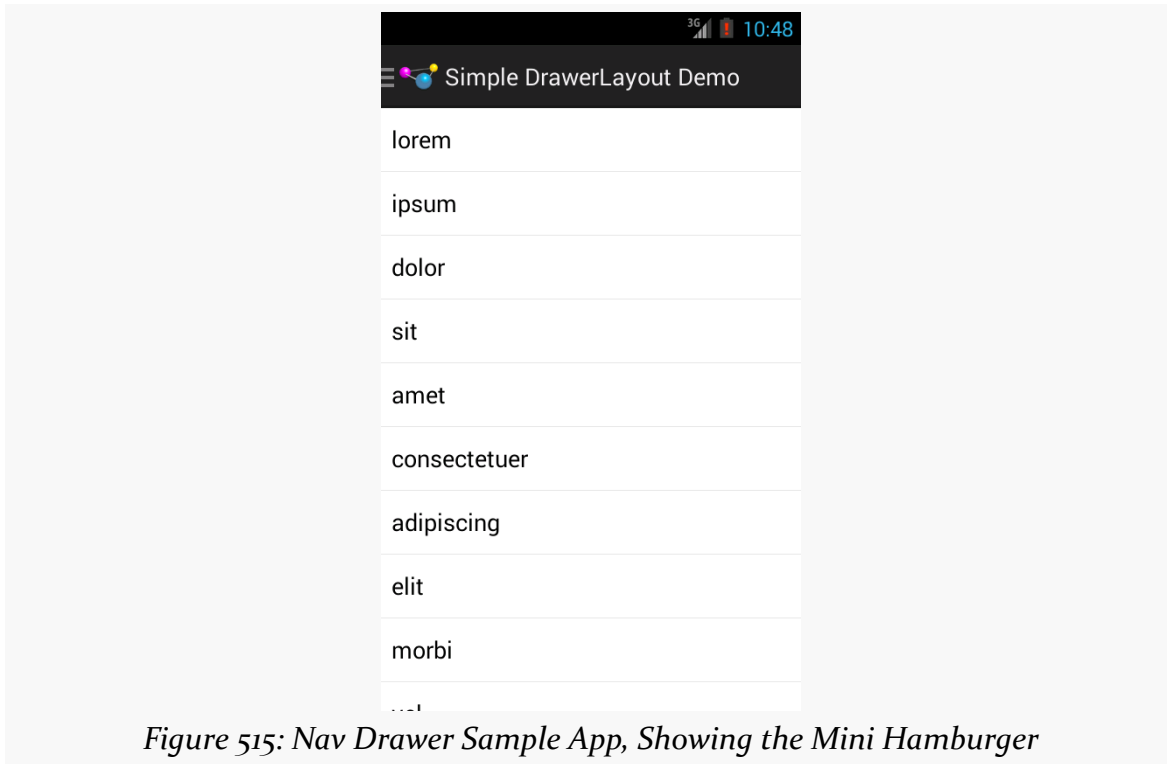 3G 10:48
Simple DrawerLayout Demo
lorem
ipsum
dolor
sit
amet
consectetuer
adipiscing
elit
morbi
Figure 515: Nav Drawer Sample App, Showing the Mini Hamburger